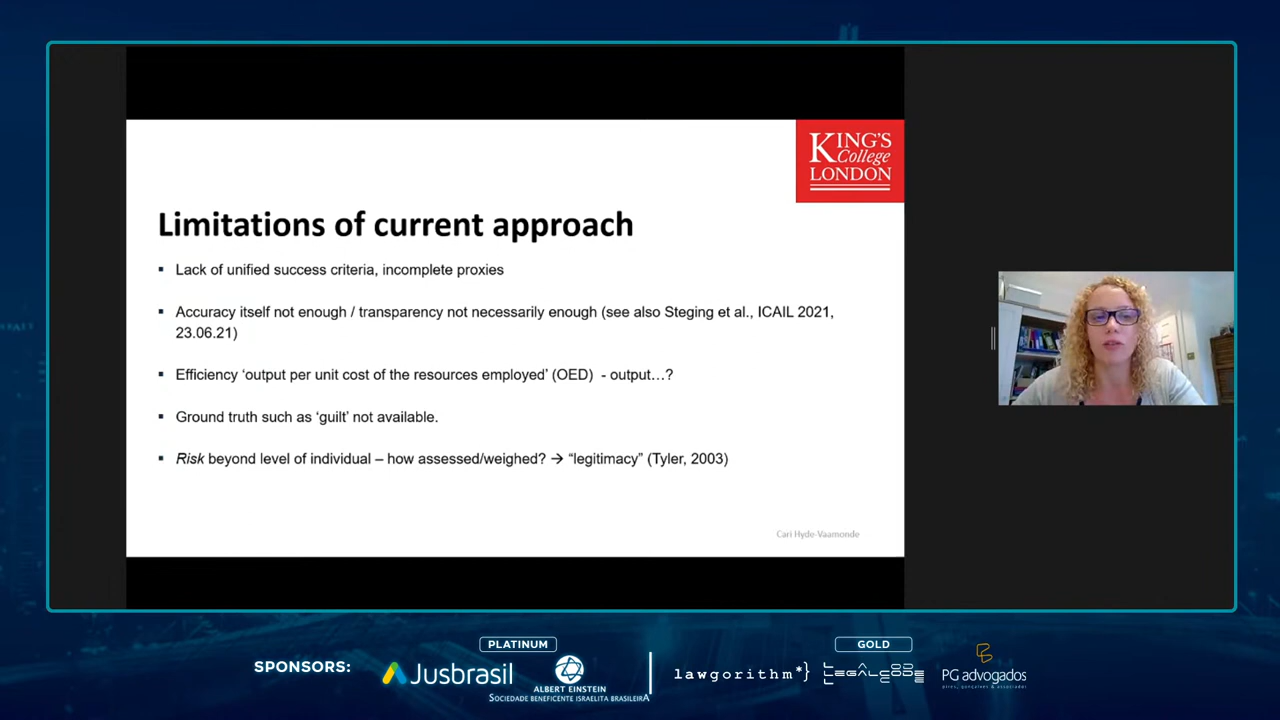 KING'S
College
LONDON
Limitations of current approach
▪ Lack of unified success criteria, incomplete proxies
▪ Accuracy itself not enough / transparency not necessarily enough (see also Steging et al., ICAIL 2021,
23.06.21)
▪ Efficiency ‘output per unit cost of the resources employed’ (OED) - output…?
▪ Ground truth such as ‘guilt’ not available.
▪ Risk beyond level of individual – how assessed/weighed? → “legitimacy” (Tyler, 2003)
Cari Hyde-Vaamonde
SPONSORS:
PLATINUM
Jusbrasil
ALBERT EINSTEIN
SOCIEDADE BENEFICENTE ISRAELITA BRASILEIRA
GOLD
lawgorithm*}
LEGALCODE
PG advogados